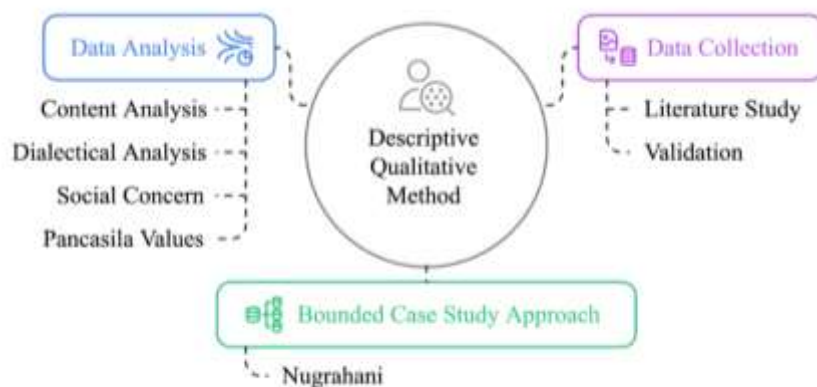 Data Analysis
Content Analysis
Dialectical Analysis
Social Concern
Pancasila Values
Descriptive
Qualitative
Method
Data Collection
Literature Study
Validation
Bounded Case Study Approach
Nugrahani